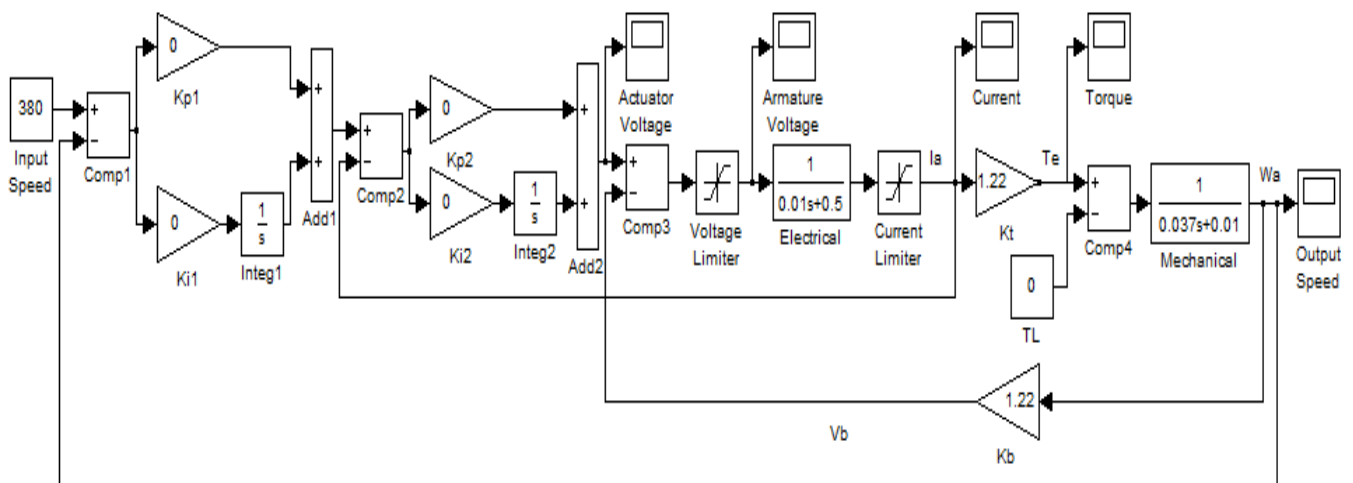 380
+
−
Input
Speed
Comp1
0
Kp1
0
Ki1
1
s
Integ1
+
+
Add1
+
−
Comp2
0
Kp2
0
Ki2
1
s
Integ2
+
+
Add2
Actuator
Voltage
+
−
Comp3
Voltage
Limiter
Armature
Voltage
1
0.01s+0.5
Electrical
Current
Limiter
Ia
Current
1.22
Kt
Te
Torque
+
−
Comp4
0
TL
1
0.037s+0.01
Mechanical
Wa
Output
Speed
1.22
Kb
Vb